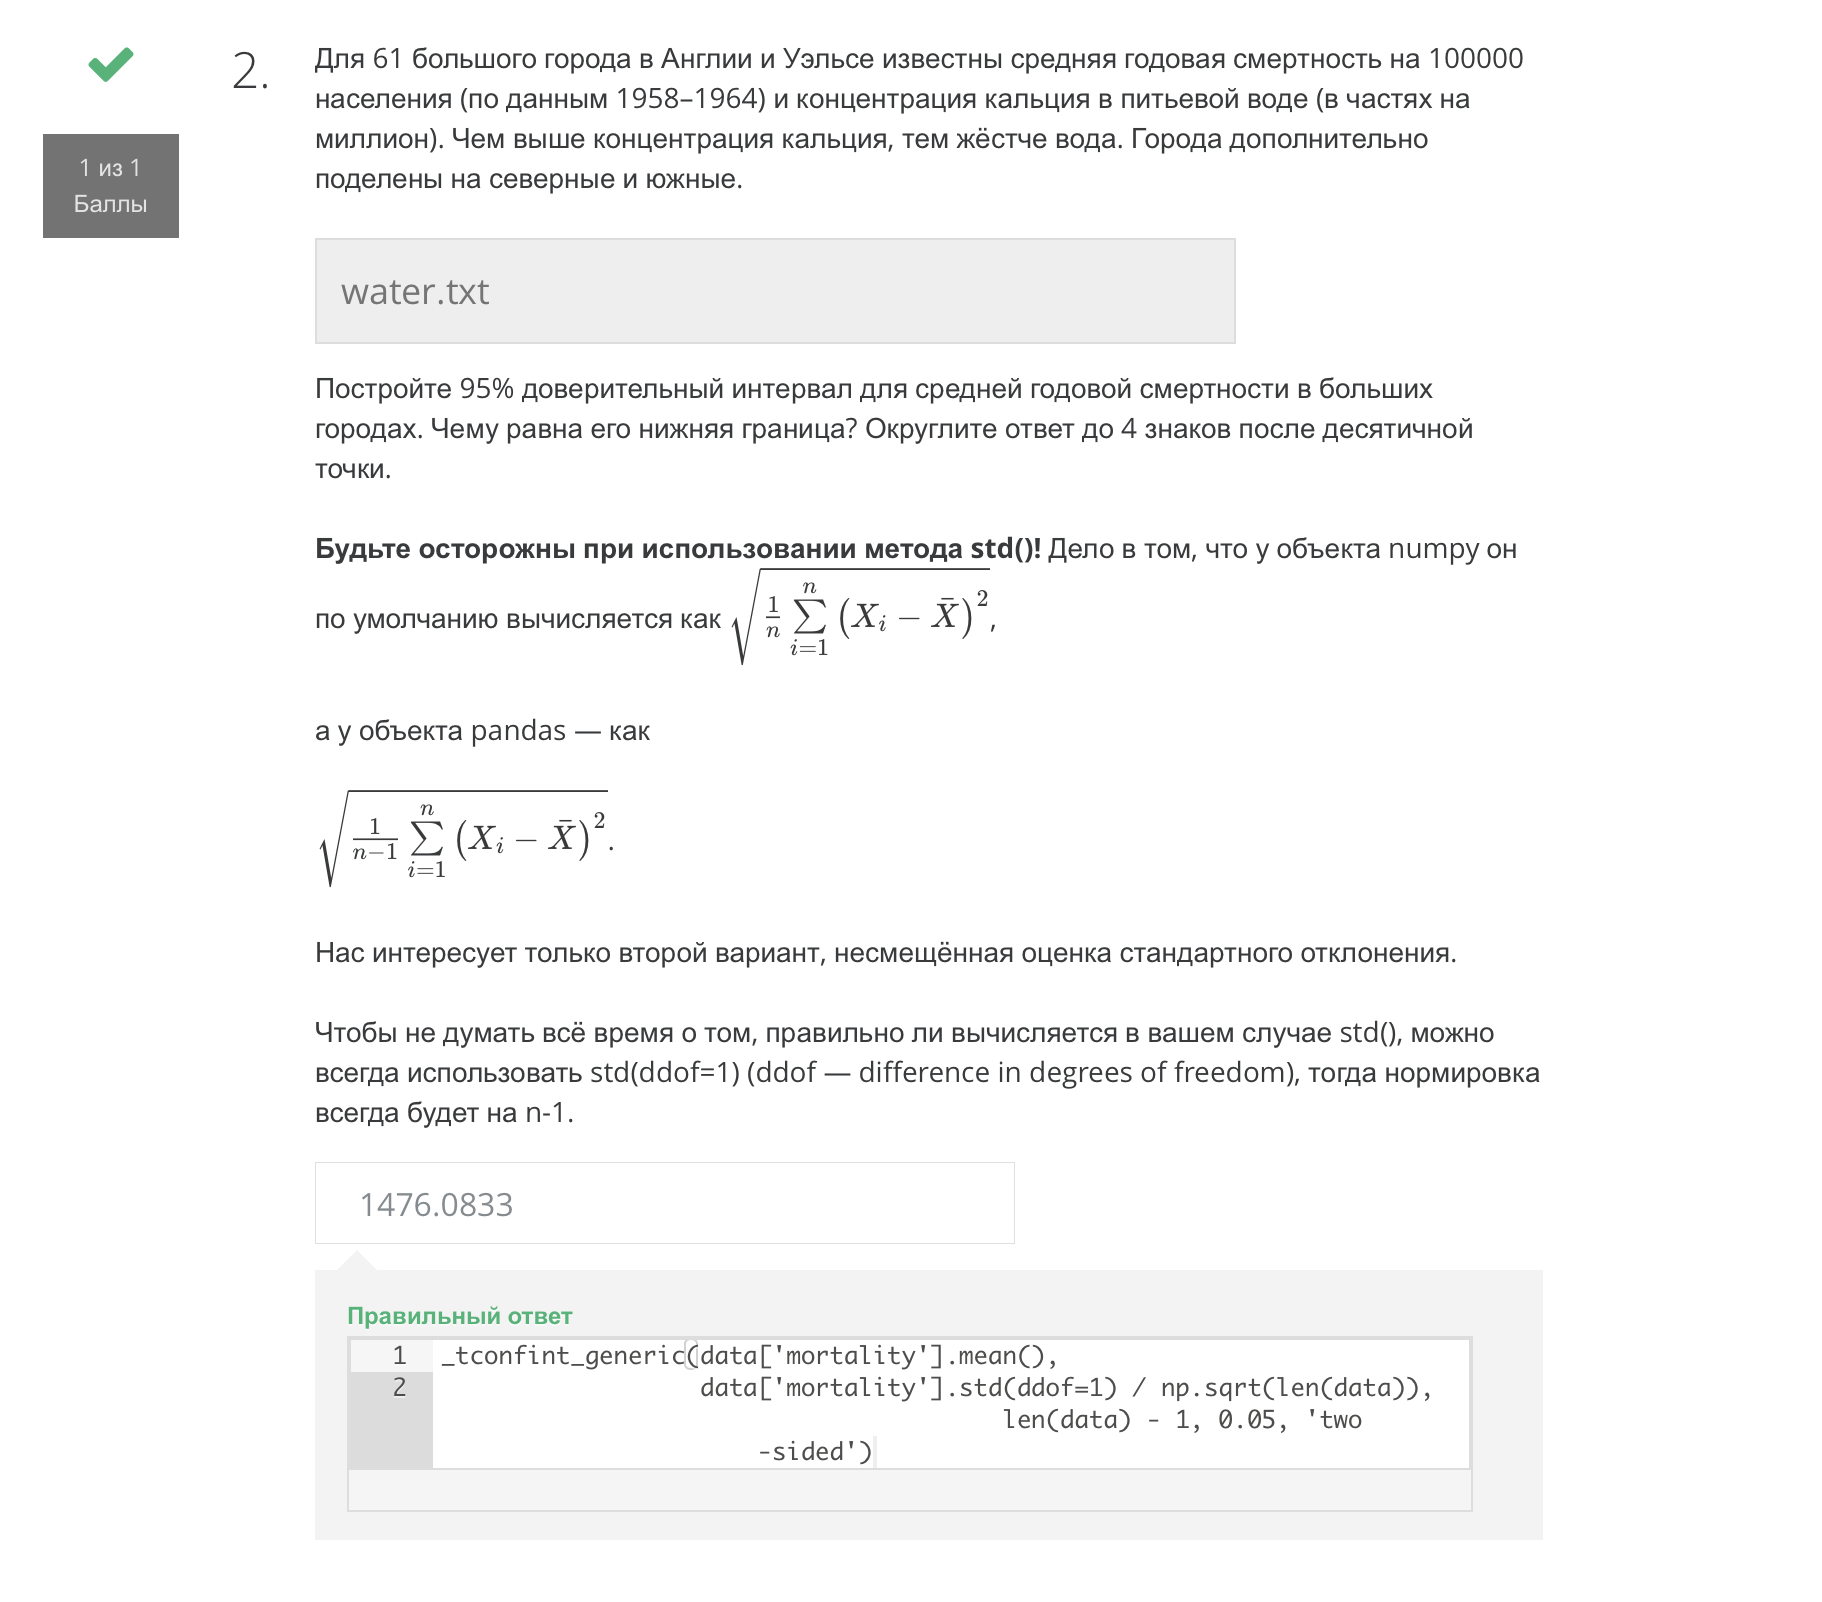 1 из 1
Баллы
2.
Для 61 большого города в Англии и Уэльсе известны средняя годовая смертность на 100000
населения (по данным 1958–1964) и концентрация кальция в питьевой воде (в частях на
миллион). Чем выше концентрация кальция, тем жёстче вода. Города дополнительно
поделены на северные и южные.
water.txt
Постройте 95% доверительный интервал для средней годовой смертности в больших
городах. Чему равна его нижняя граница? Округлите ответ до 4 знаков после десятичной
точки.
Будьте осторожны при использовании метода std()! Дело в том, что у объекта numpy он
по умолчанию вычисляется как $\sqrt{\frac{1}{n}\sum_{i=1}^{n}\left(X_i-\bar{X}\right)^2}$,
а у объекта pandas — как
$\sqrt{\frac{1}{n-1}\sum_{i=1}^{n}\left(X_i-\bar{X}\right)^2}$.
Нас интересует только второй вариант, несмещённая оценка стандартного отклонения.
Чтобы не думать всё время о том, правильно ли вычисляется в вашем случае std(), можно
всегда использовать std(ddof=1) (ddof — difference in degrees of freedom), тогда нормировка
всегда будет на n-1.
1476.0833
Правильный ответ
1 _tconfint_generic(data['mortality'].mean(),
2 data['mortality'].std(ddof=1) / np.sqrt(len(data)),
len(data) - 1, 0.05, 'two
-sided')